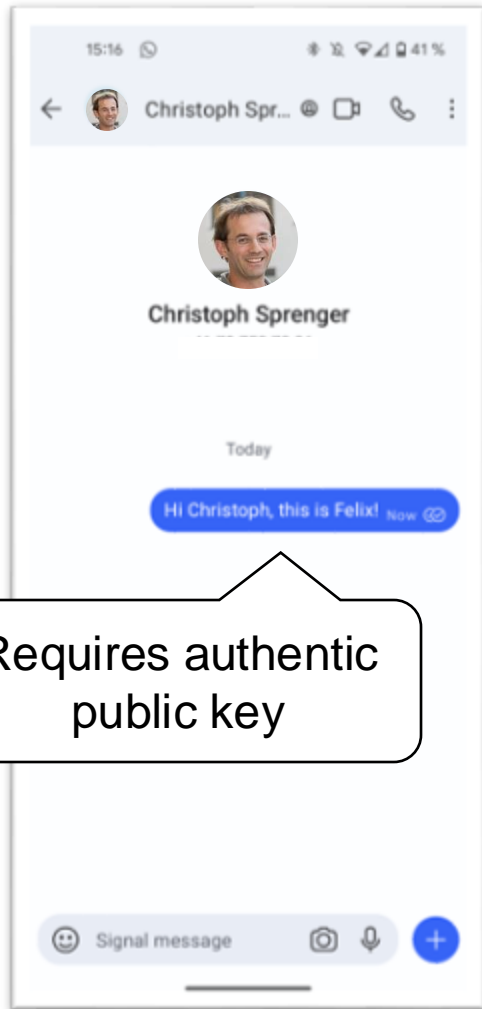 15:16 41 %
Christoph Spr...
Christoph Sprenger
Today
Hi Christoph, this is Felix! Now
Requires authentic
public key
Signal message